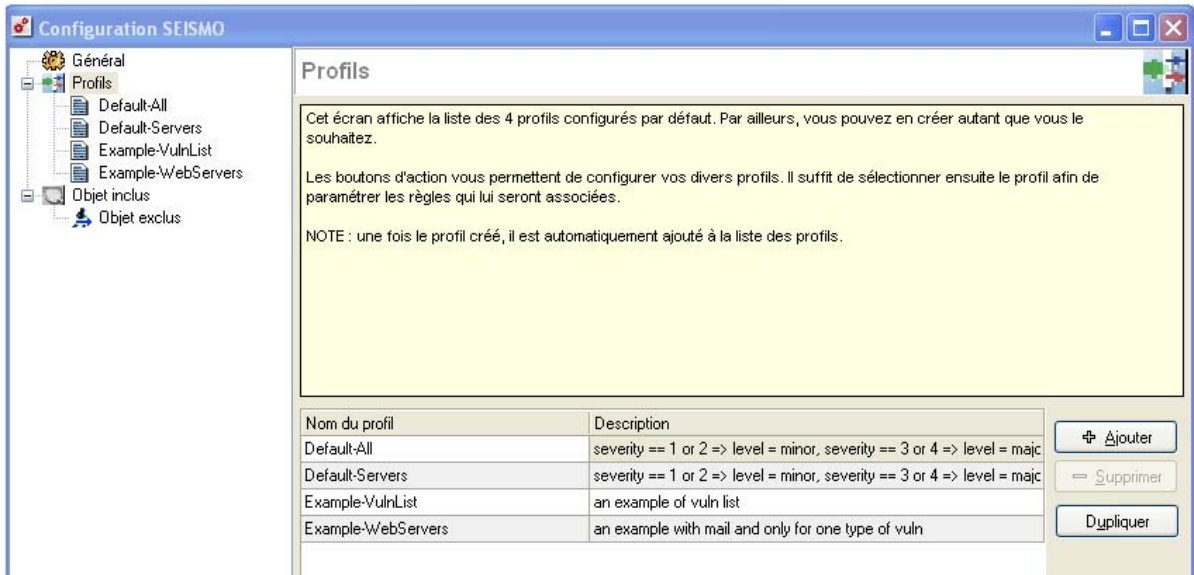 Configuration SEISMO
Général
Profils
Default-All
Default-Servers
Example-VulnList
Example-WebServers
Objet inclus
Objet exclus
Profils
Cet écran affiche la liste des 4 profils configurés par défaut. Par ailleurs, vous pouvez en créer autant que vous le
souhaitez.
Les boutons d'action vous permettent de configurer vos divers profils. Il suffit de sélectionner ensuite le profil afin de
paramétrer les règles qui lui seront associées.
NOTE : une fois le profil créé, il est automatiquement ajouté à la liste des profils.
Nom du profil Description
Default-All severity == 1 or 2 => level = minor, severity == 3 or 4 => level = majc
Default-Servers severity == 1 or 2 => level = minor, severity == 3 or 4 => level = majc
Example-VulnList an example of vuln list
Example-WebServers an example with mail and only for one type of vuln
Ajouter
Supprimer
Dupliquer